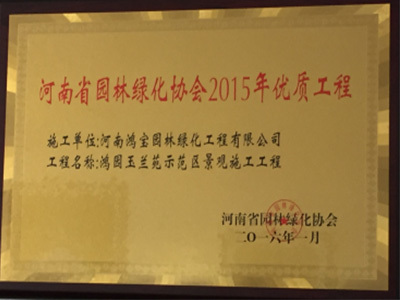 河南省园林绿化协会2015年优质工程
施工单位:河南鸿宝园林绿化工程有限公司
工程名称:鸿园玉兰苑示范区景观施工工程
河南省园林绿化协会
二〇一六年一月